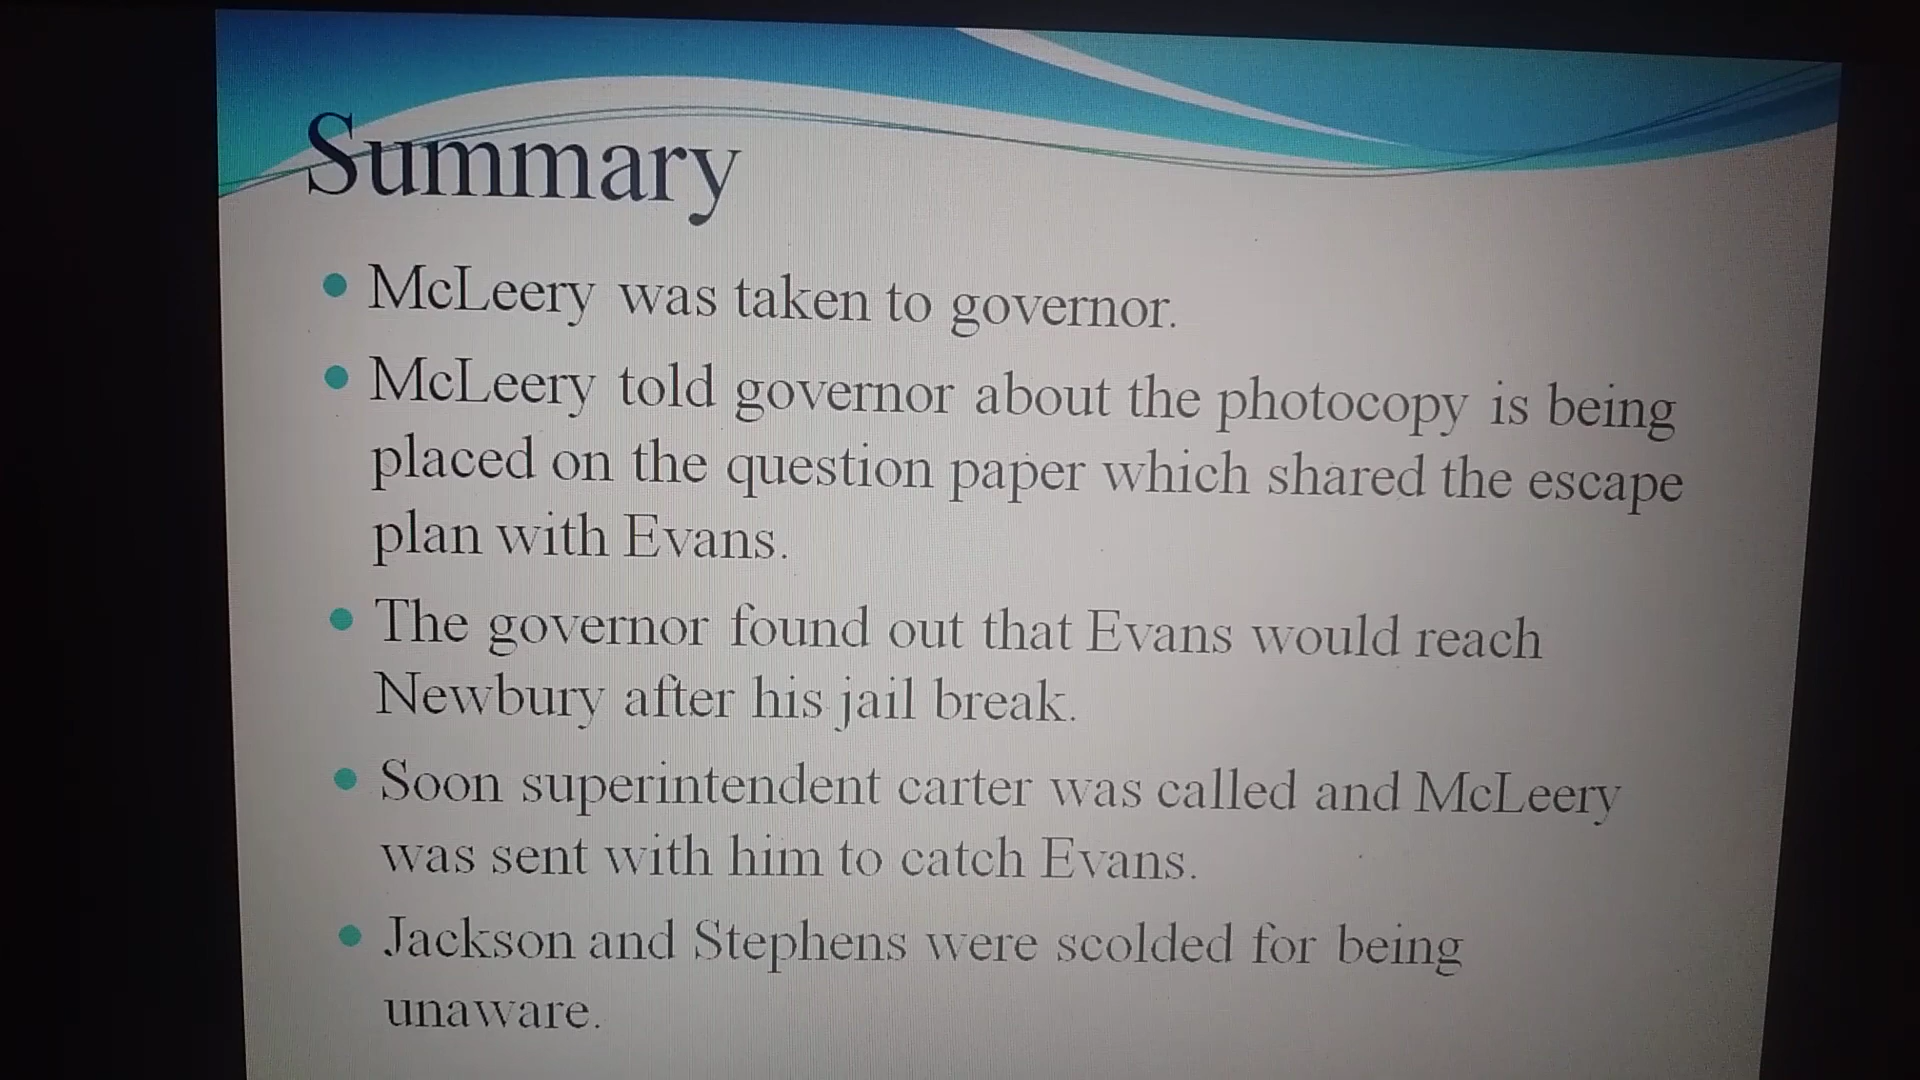 Summary
McLeery was taken to governor.
McLeery told governor about the photocopy is being
placed on the question paper which shared the escape
plan with Evans.
The governor found out that Evans would reach
Newbury after his jail break.
Soon superintendent carter was called and McLeery
was sent with him to catch Evans.
Jackson and Stephens were scolded for being
unaware.